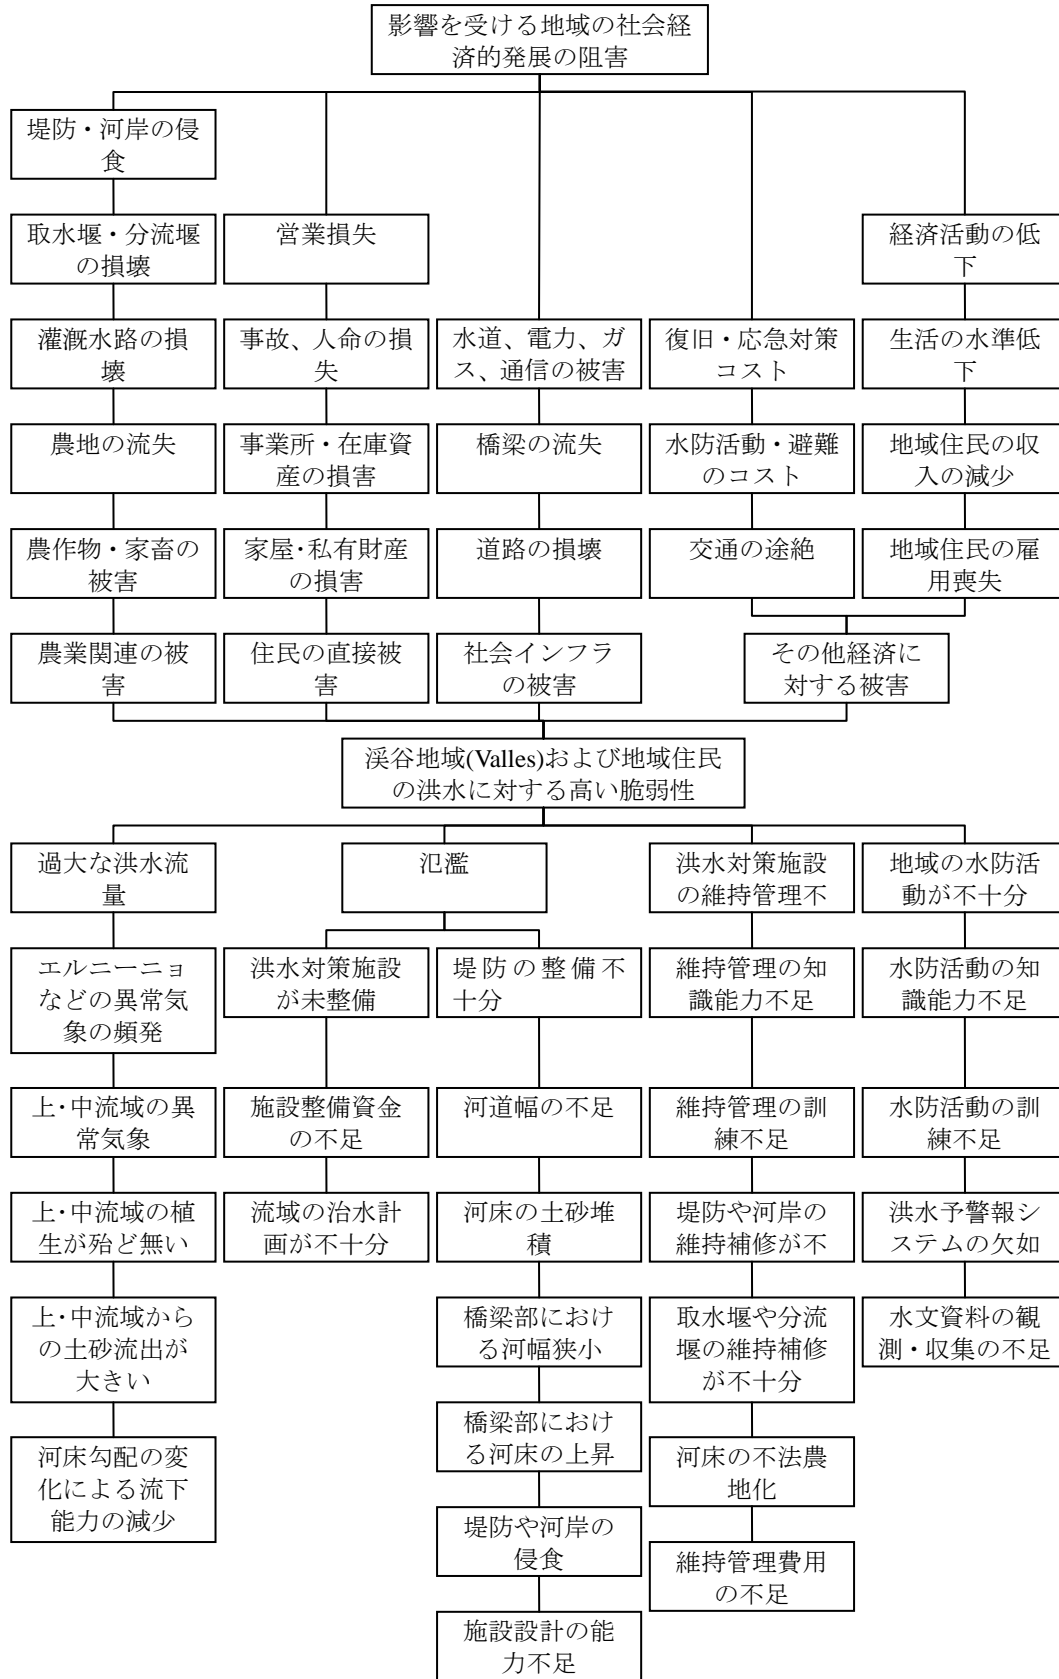 影響を受ける地域の社会経
済的発展の阻害
堤防・河岸の侵
食
取水堰・分流堰
の損壊
営業損失
経済活動の低
下
灌漑水路の損
壊
事故、人命の損
失
水道、電力、ガ
ス、通信の被害
復旧・応急対策
コスト
生活の水準低
下
農地の流失
事業所・在庫資
産の損害
橋梁の流失
水防活動・避難
のコスト
地域住民の収
入の減少
農作物・家畜の
被害
家屋・私有財産
の損害
道路の損壊
交通の途絶
地域住民の雇
用喪失
農業関連の被
害
住民の直接被
害
社会インフラ
の被害
その他経済に
対する被害
渓谷地域(Valles)および地域住民
の洪水に対する高い脆弱性
過大な洪水流
量
氾濫
洪水対策施設
の維持管理不
地域の水防活
動が不十分
エルニーニョ
などの異常気
象の頻発
洪水対策施設
が未整備
堤防の整備不
十分
維持管理の知
識能力不足
水防活動の知
識能力不足
上・中流域の異
常気象
施設整備資金
の不足
河道幅の不足
維持管理の訓
練不足
水防活動の訓
練不足
上・中流域の植
生が殆ど無い
流域の治水計
画が不十分
河床の土砂堆
積
堤防や河岸の
維持補修が不
洪水予警報シ
ステムの欠如
上・中流域から
の土砂流出が
大きい
橋梁部におけ
る河幅狭小
取水堰や分流
堰の維持補修
が不十分
水文資料の観
測・収集の不足
河床勾配の変
化による流下
能力の減少
橋梁部におけ
る河床の上昇
河床の不法農
地化
堤防や河岸の
侵食
維持管理費用
の不足
施設設計の能
力不足